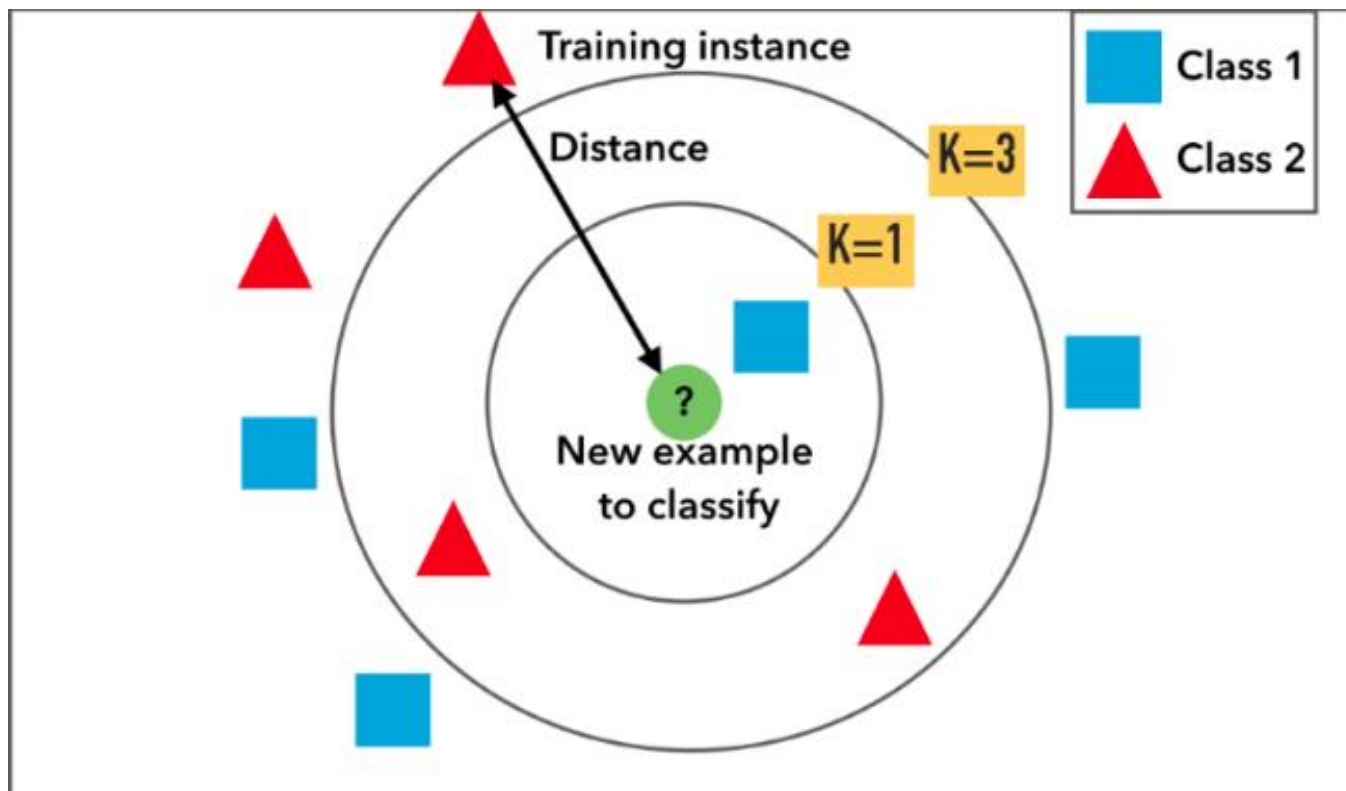 Training instance
Class 1
Distance
K=3
Class 2
K=1
?
New example
to classify